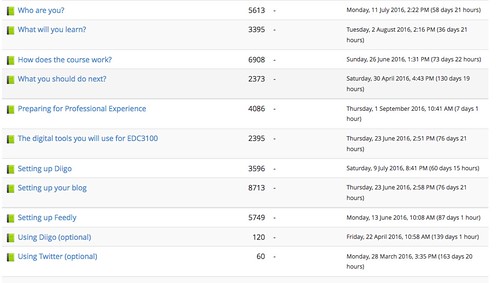 Who are you? 5613 - Monday, 11 July 2016, 2:22 PM (58 days 21 hours)
What will you learn? 3395 - Tuesday, 2 August 2016, 2:16 PM (36 days 21
hours)
How does the course work? 6908 - Sunday, 26 June 2016, 1:31 PM (73 days 22 hours)
What you should do next? 2373 - Saturday, 30 April 2016, 4:43 PM (130 days 19
hours)
Preparing for Professional Experience 4086 - Thursday, 1 September 2016, 10:41 AM (7 days 1
hour)
The digital tools you will use for EDC3100 2395 - Thursday, 23 June 2016, 2:51 PM (76 days 21
hours)
Setting up Diigo 3596 - Saturday, 9 July 2016, 8:41 PM (60 days 15 hours)
Setting up your blog 8713 - Thursday, 23 June 2016, 2:58 PM (76 days 21
hours)
Setting up Feedly 5749 - Monday, 13 June 2016, 10:08 AM (87 days 1 hour)
Using Diigo (optional) 120 - Friday, 22 April 2016, 10:58 AM (139 days 1 hour)
Using Twitter (optional) 60 - Monday, 28 March 2016, 3:35 PM (163 days 20
hours)